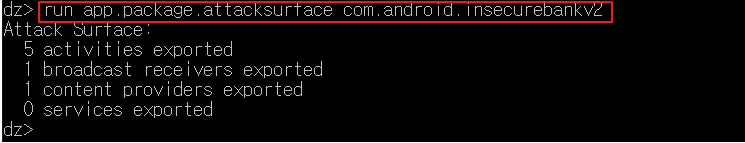 dz> run app.package.attacksurface com.android.insecurebankv2
Attack Surface:
5 activities exported
1 broadcast receivers exported
1 content providers exported
0 services exported
dz>